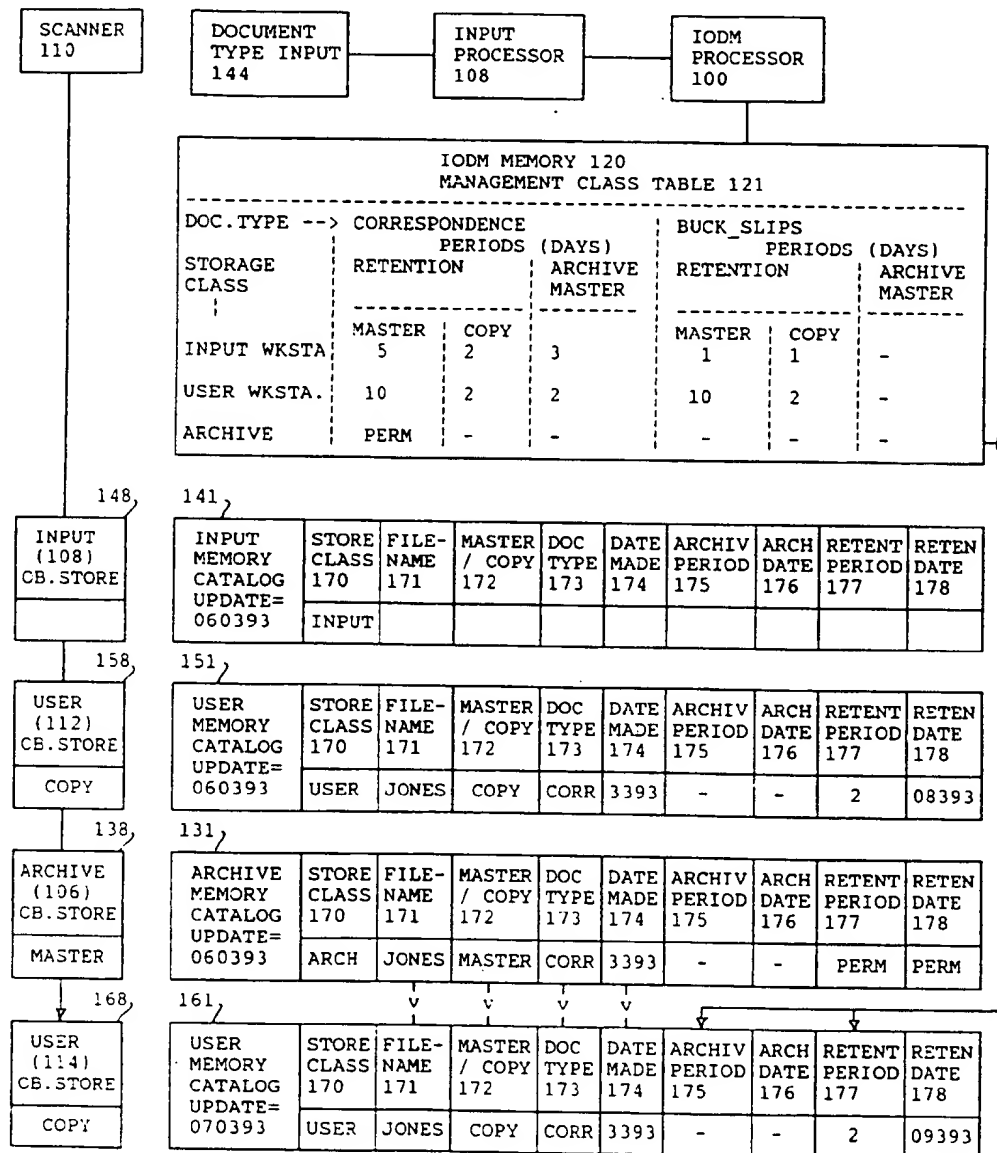 SCANNER 110
DOCUMENT TYPE INPUT 144
INPUT PROCESSOR 108
IODM PROCESSOR 100
IODM MEMORY 120
MANAGEMENT CLASS TABLE 121
DOC.TYPE --> CORRESPONDENCE BUCK_SLIPS
PERIODS (DAYS) PERIODS (DAYS)
STORAGE RETENTION ARCHIVE RETENTION ARCHIVE
CLASS MASTER MASTER
MASTER COPY MASTER COPY
INPUT WKSTA 5 2 3 1 1 -
USER WKSTA. 10 2 2 10 2 -
ARCHIVE PERM - - - - -
148 141
INPUT (108) CB.STORE
INPUT MEMORY CATALOG UPDATE= 060393
STORE CLASS 170 FILE-NAME 171 MASTER / COPY 172 DOC TYPE 173 DATE MADE 174 ARCHIV PERIOD 175 ARCH DATE 176 RETENT PERIOD 177 RETEN DATE 178
INPUT
158 151
USER (112) CB.STORE
COPY
USER MEMORY CATALOG UPDATE= 060393
STORE CLASS 170 FILE-NAME 171 MASTER / COPY 172 DOC TYPE 173 DATE MADE 174 ARCHIV PERIOD 175 ARCH DATE 176 RETENT PERIOD 177 RETEN DATE 178
USER JONES COPY CORR 3393 - - 2 08393
138 131
ARCHIVE (106) CB.STORE
MASTER
ARCHIVE MEMORY CATALOG UPDATE= 060393
STORE CLASS 170 FILE-NAME 171 MASTER / COPY 172 DOC TYPE 173 DATE MADE 174 ARCHIV PERIOD 175 ARCH DATE 176 RETENT PERIOD 177 RETEN DATE 178
ARCH JONES MASTER CORR 3393 - - PERM PERM
168 161
USER (114) CB.STORE
COPY
USER MEMORY CATALOG UPDATE= 070393
STORE CLASS 170 FILE-NAME 171 MASTER / COPY 172 DOC TYPE 173 DATE MADE 174 ARCHIV PERIOD 175 ARCH DATE 176 RETENT PERIOD 177 RETEN DATE 178
USER JONES COPY CORR 3393 - - 2 09393